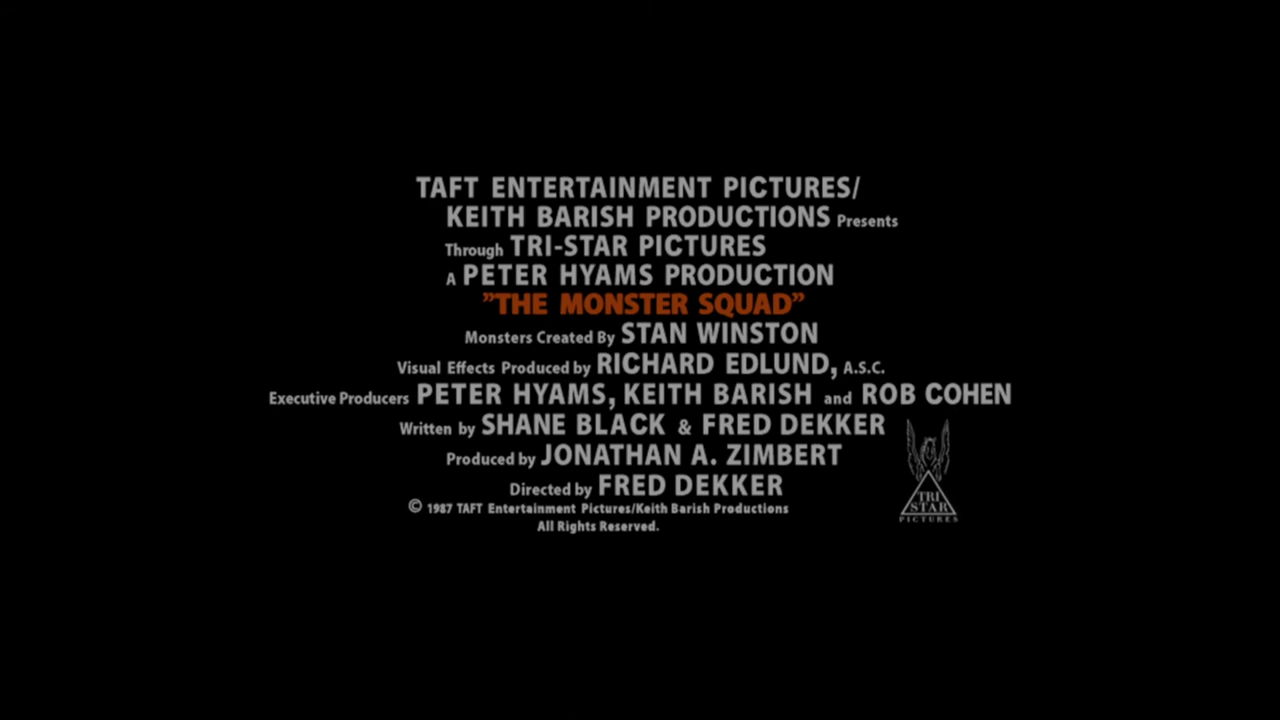 TAFT ENTERTAINMENT PICTURES/
KEITH BARISH PRODUCTIONS Presents
Through TRI-STAR PICTURES
A PETER HYAMS PRODUCTION
”THE MONSTER SQUAD”
Monsters Created By STAN WINSTON
Visual Effects Produced by RICHARD EDLUND, A.S.C.
Executive Producers PETER HYAMS, KEITH BARISH and ROB COHEN
Written by SHANE BLACK & FRED DEKKER
Produced by JONATHAN A. ZIMBERT
Directed by FRED DEKKER
© 1987 TAFT Entertainment Pictures/Keith Barish Productions
All Rights Reserved.
TRI
STAR
PICTURES